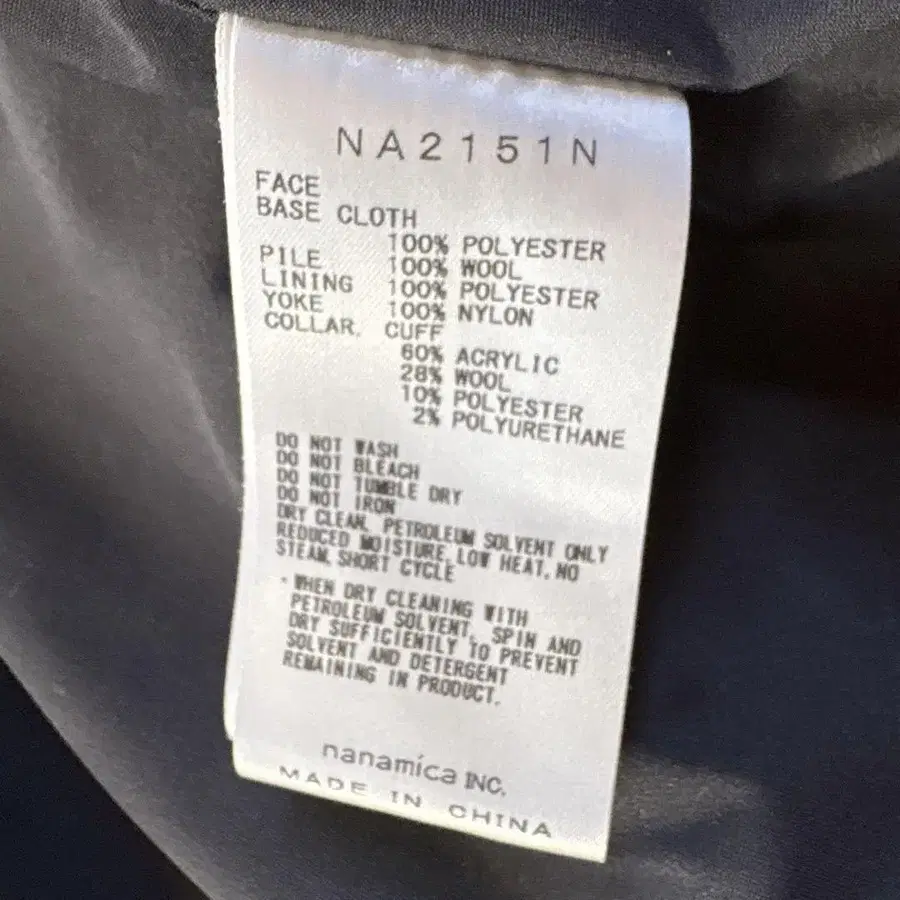 NA2151N
FACE
BASE CLOTH
100% POLYESTER
PILE 100% WOOL
LINING 100% POLYESTER
YOKE 100% NYLON
COLLAR. CUFF
60% ACRYLIC
28% WOOL
10% POLYESTER
2% POLYURETHANE
DO NOT WASH
DO NOT BLEACH
DO NOT TUMBLE DRY
DO NOT IRON
DRY CLEAN, PETROLEUM SOLVENT ONLY
REDUCED MOISTURE, LOW HEAT, NO
STEAM, SHORT CYCLE
・WHEN DRY CLEANING WITH
PETROLEUM SOLVENT, SPIN AND
DRY SUFFICIENTLY TO PREVENT
SOLVENT AND DETERGENT
REMAINING IN PRODUCT.
nanamica INC.
MADE IN CHINA